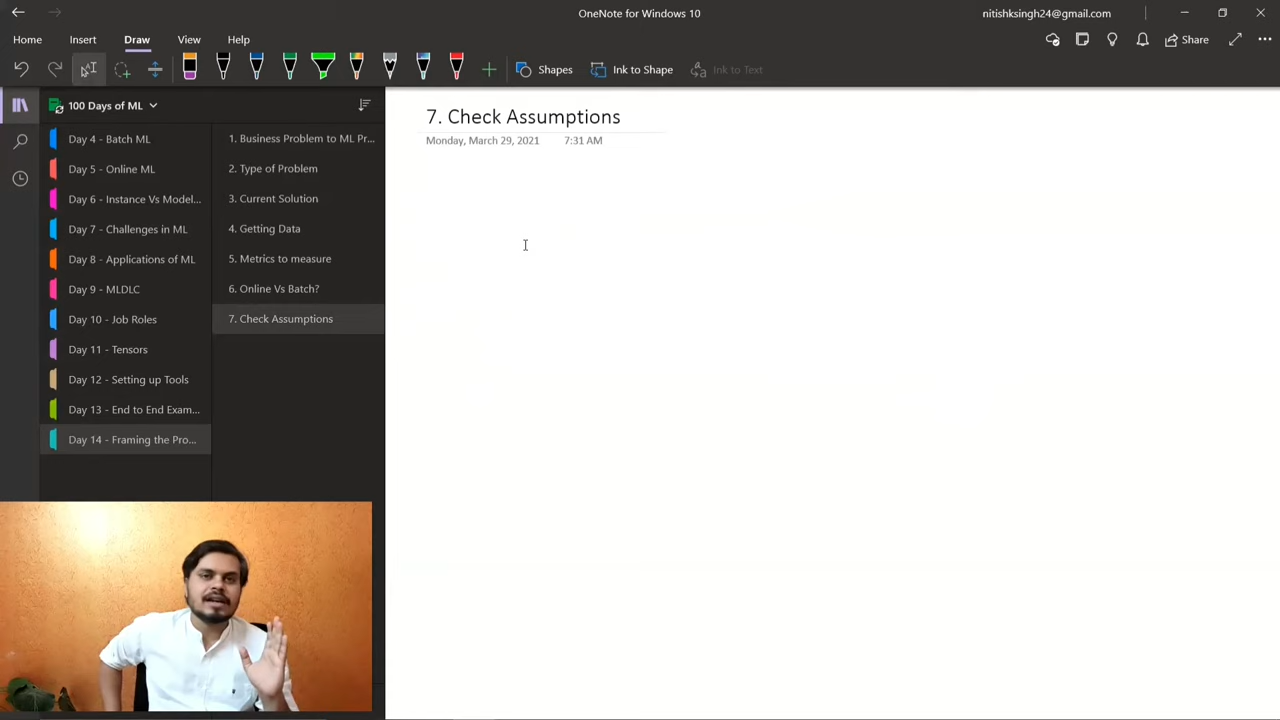 OneNote for Windows 10
nitishksingh24@gmail.com
Home
Insert
Draw
View
Help
Share
Shapes
Ink to Shape
Ink to Text
100 Days of ML
Day 4 - Batch ML
Day 5 - Online ML
Day 6 - Instance Vs Model...
Day 7 - Challenges in ML
Day 8 - Applications of ML
Day 9 - MLDLC
Day 10 - Job Roles
Day 11 - Tensors
Day 12 - Setting up Tools
Day 13 - End to End Exam...
Day 14 - Framing the Pro...
1. Business Problem to ML Pr...
2. Type of Problem
3. Current Solution
4. Getting Data
5. Metrics to measure
6. Online Vs Batch?
7. Check Assumptions
7. Check Assumptions
Monday, March 29, 2021 7:31 AM